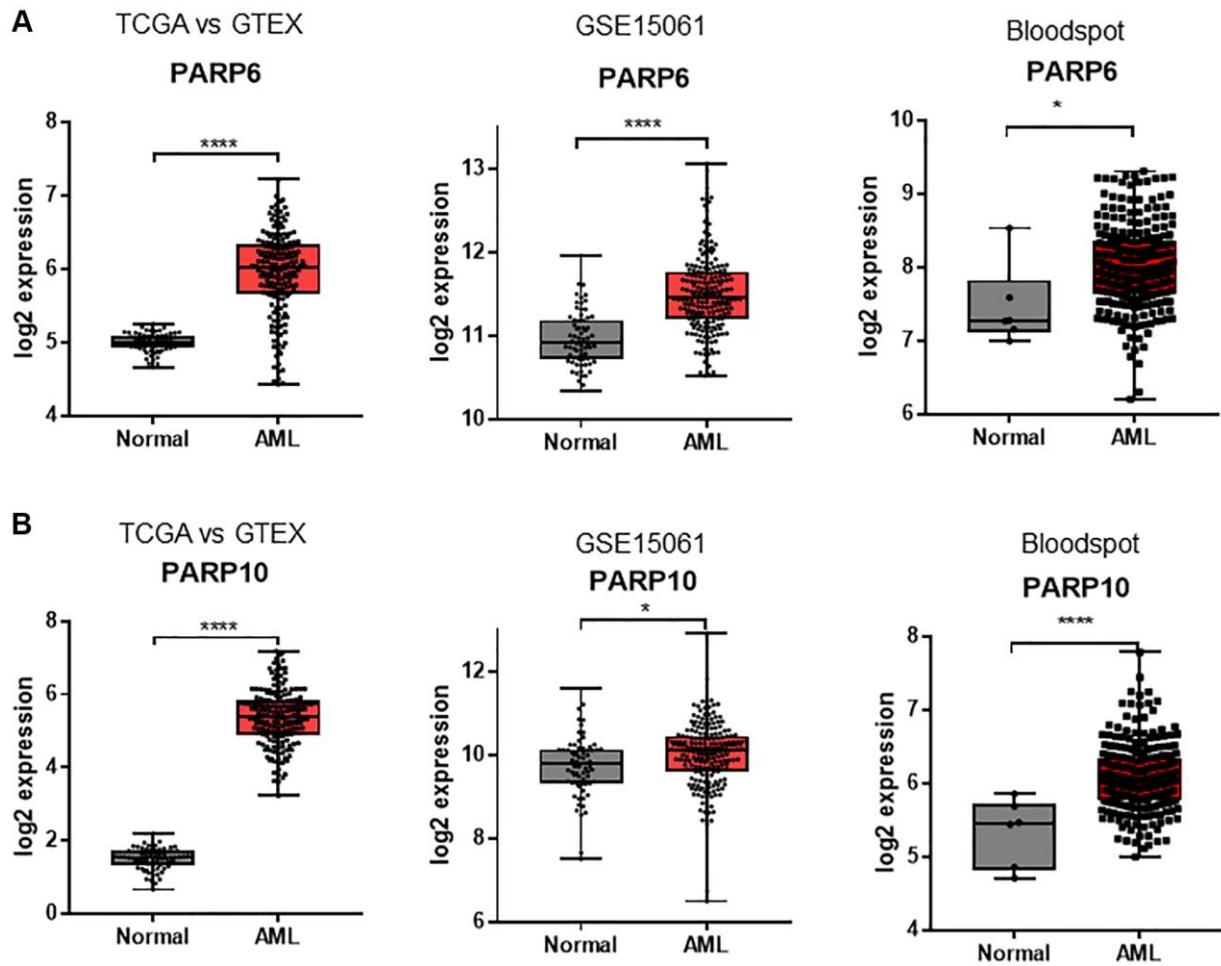 A
TCGA vs GTEX
PARP6
log2 expression
8
7
6
5
4
****
Normal
AML
GSE15061
PARP6
log2 expression
13
12
11
10
****
Normal
AML
Bloodspot
PARP6
log2 expression
10
9
8
7
6
*
Normal
AML
B
TCGA vs GTEX
PARP10
log2 expression
8
6
4
2
0
****
Normal
AML
GSE15061
PARP10
log2 expression
12
10
8
6
*
Normal
AML
Bloodspot
PARP10
log2 expression
8
7
6
5
4
****
Normal
AML